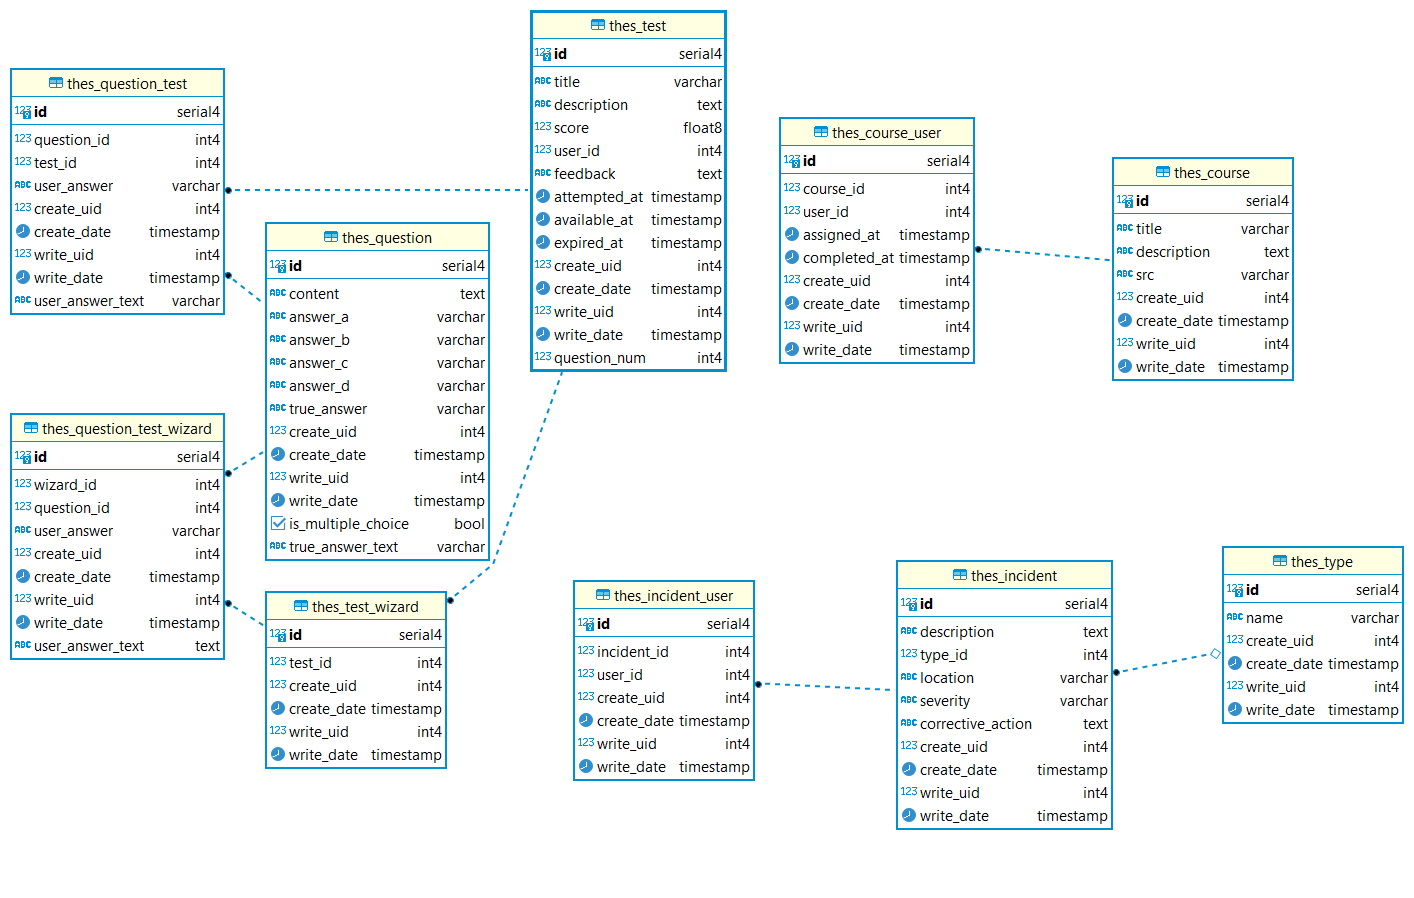 thes_test
id serial4
title varchar
description text
score float8
user_id int4
feedback text
attempted_at timestamp
available_at timestamp
expired_at timestamp
create_uid int4
create_date timestamp
write_uid int4
write_date timestamp
question_num int4
thes_question_test
id serial4
question_id int4
test_id int4
user_answer varchar
create_uid int4
create_date timestamp
write_uid int4
write_date timestamp
user_answer_text varchar
thes_course_user
id serial4
course_id int4
user_id int4
assigned_at timestamp
completed_at timestamp
create_uid int4
create_date timestamp
write_uid int4
write_date timestamp
thes_course
id serial4
title varchar
description text
src varchar
create_uid int4
create_date timestamp
write_uid int4
write_date timestamp
thes_question
id serial4
content text
answer_a varchar
answer_b varchar
answer_c varchar
answer_d varchar
true_answer varchar
create_uid int4
create_date timestamp
write_uid int4
write_date timestamp
is_multiple_choice bool
true_answer_text varchar
thes_question_test_wizard
id serial4
wizard_id int4
question_id int4
user_answer varchar
create_uid int4
create_date timestamp
write_uid int4
write_date timestamp
user_answer_text text
thes_test_wizard
id serial4
test_id int4
create_uid int4
create_date timestamp
write_uid int4
write_date timestamp
thes_incident_user
id serial4
incident_id int4
user_id int4
create_uid int4
create_date timestamp
write_uid int4
write_date timestamp
thes_incident
id serial4
description text
type_id int4
location varchar
severity varchar
corrective_action text
create_uid int4
create_date timestamp
write_uid int4
write_date timestamp
thes_type
id serial4
name varchar
create_uid int4
create_date timestamp
write_uid int4
write_date timestamp